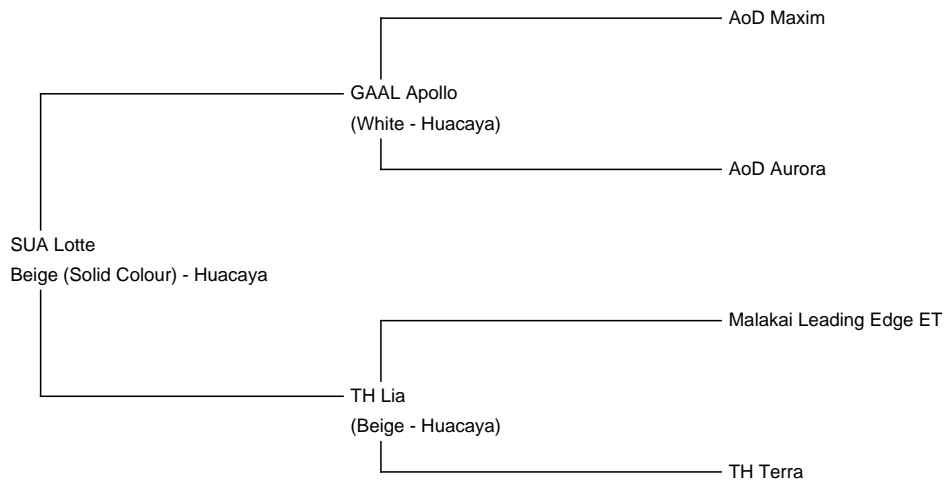 AoD Maxim
GAAL Apollo
(White - Huacaya)
AoD Aurora
SUA Lotte
Beige (Solid Colour) - Huacaya
Malakai Leading Edge ET
TH Lia
(Beige - Huacaya)
TH Terra